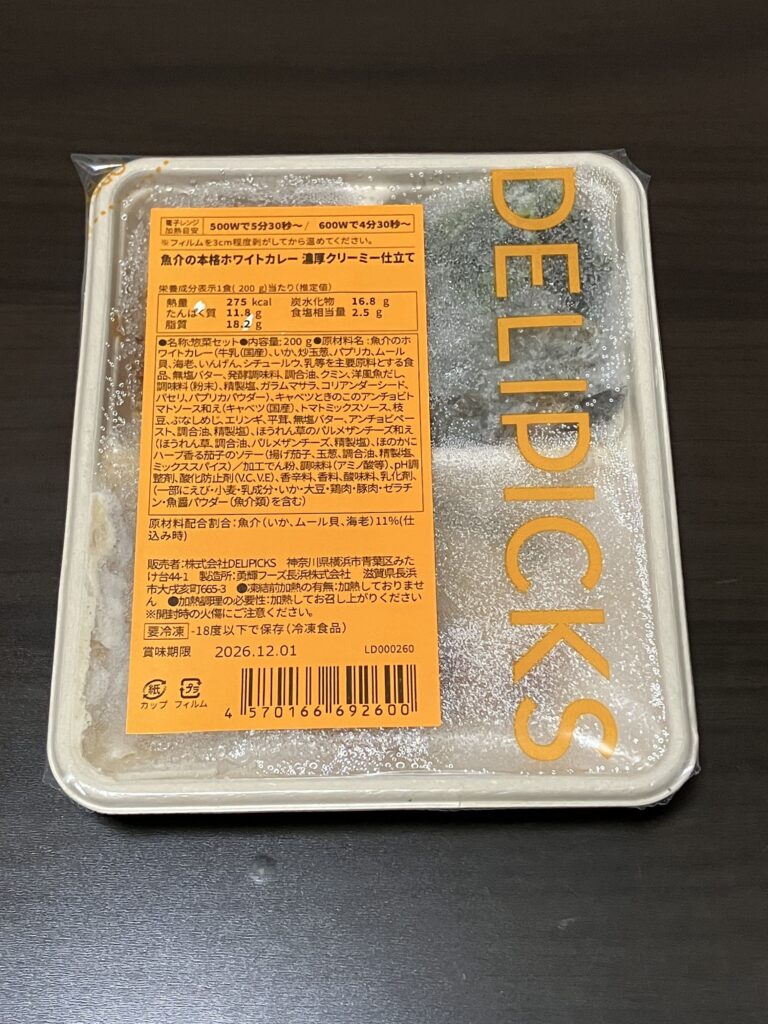 電子レンジ
加熱目安
500Wで5分30秒～/ 600Wで4分30秒～
※フィルムを3cm程度剥がしてから温めてください。
魚介の本格ホワイトカレー 濃厚クリーミー仕立て
栄養成分表示1食( 200 g)当たり(推定値)
熱量 275 kcal 炭水化物 16.8 g
たんぱく質 11.8 g 食塩相当量 2.5 g
脂質 18.2 g
●名称:惣菜セット●内容量:200 g●原材料名:魚介のホ
ワイトカレー(牛乳(国産)、いか、炒玉葱、パプリカ、ムール
貝、海老、いんげん、シチュールウ、乳等を主要原料とする食
品、無塩バター、発酵調味料、調合油、クミン、洋風魚だし
調味料(粉末)、精製塩、ガラムマサラ、コリアンダーシード、
パセリ、パプリカパウダー)、キャベツときのこのアンチョビト
マトソース和え(キャベツ(国産)、トマトミックスソース、枝
豆、ぶなしめじ、エリンギ、平茸、無塩バター、アンチョビペー
スト、調合油、精製塩)、ほうれん草のパルメザンチーズ和え
(ほうれん草、調合油、パルメザンチーズ、精製塩)、ほのかに
ハーブ香る茄子のソテー(揚げ茄子、玉葱、調合油、精製塩、
ミックススパイス)/加工でん粉、調味料(アミノ酸等)、pH調
整剤、酸化防止剤(V.C、V.E)、香辛料、香料、酸味料、乳化剤、
(一部にえび・小麦・乳成分・いか・大豆・鶏肉・豚肉・ゼラチ
ン・魚醤パウダー(魚介類)を含む)
原材料配合割合:魚介(いか、ムール貝、海老)11%(仕
込み時)
販売者:株式会社DELIPICKS 神奈川県横浜市青葉区みた
け台44-1 製造所:勇輝フーズ長浜株式会社 滋賀県長浜
市大戌亥町665-3 ●凍結前加熱の有無:加熱しておりませ
ん ●加熱調理の必要性:加熱してお召し上がりください
※開封時の火傷にご注意ください。
要冷凍 -18度以下で保存(冷凍食品)
賞味期限 2026.12.01 LD000260
紙 プラ
カップ フィルム
4 570166 692600
DELIPICKS